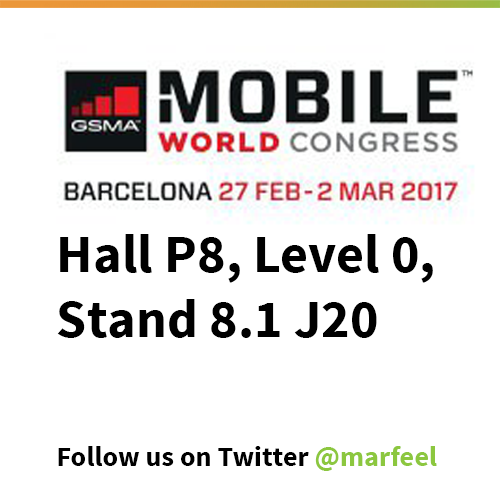 GSMA
MOBILE™
WORLD CONGRESS
BARCELONA 27 FEB - 2 MAR 2017
Hall P8, Level 0,
Stand 8.1 J20
Follow us on Twitter @marfeel